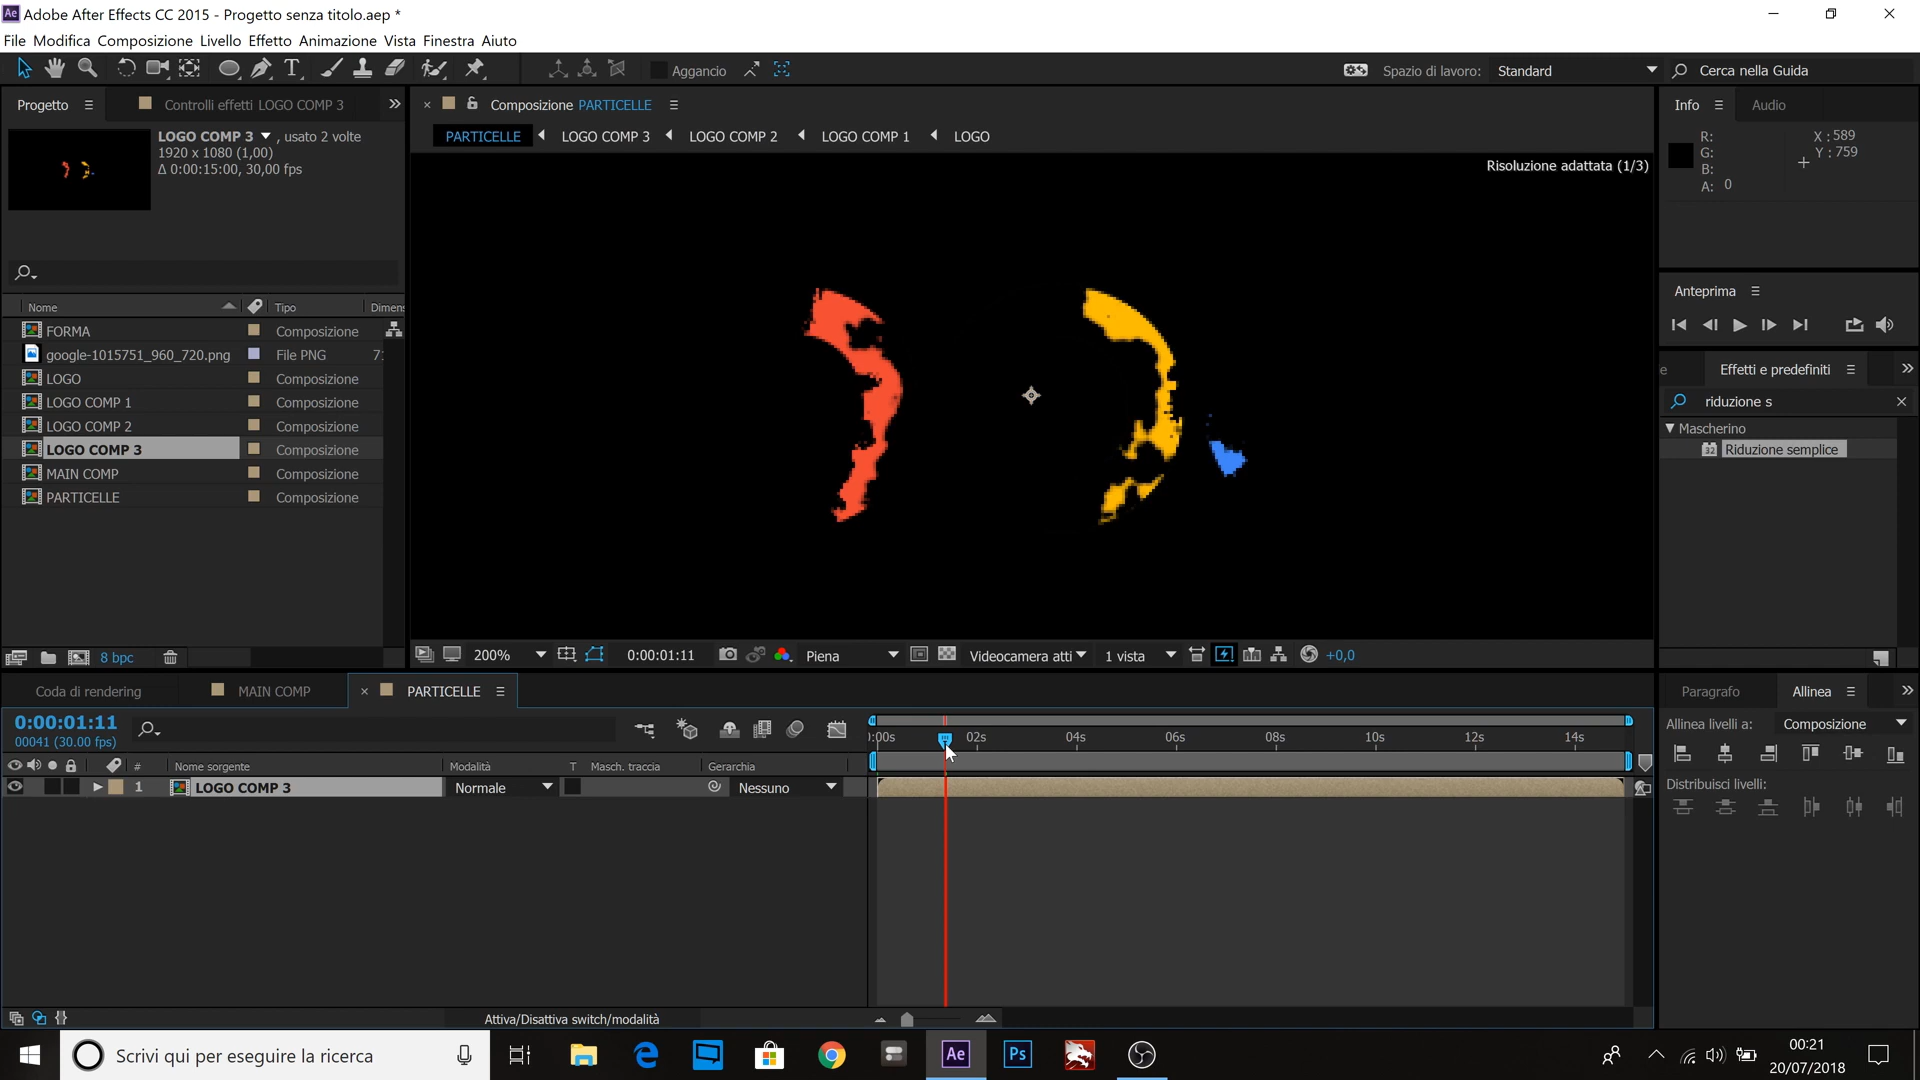 Adobe After Effects CC 2015 - Progetto senza titolo.aep *
File Modifica Composizione Livello Effetto Animazione Vista Finestra Aiuto
Aggancio
Spazio di lavoro: Standard
Cerca nella Guida
Progetto
Controlli effetti LOGO COMP 3
LOGO COMP 3 , usato 2 volte
1920 x 1080 (1,00)
Δ 0:00:15:00, 30,00 fps
Nome Tipo Dimens
FORMA Composizione
google-1015751_960_720.png File PNG 7
LOGO Composizione
LOGO COMP 1 Composizione
LOGO COMP 2 Composizione
LOGO COMP 3 Composizione
MAIN COMP Composizione
PARTICELLE Composizione
8 bpc
Composizione PARTICELLE
PARTICELLE LOGO COMP 3 LOGO COMP 2 LOGO COMP 1 LOGO
Risoluzione adattata (1/3)
200% 0:00:01:11 Piena Videocamera atti 1 vista +0,0
Info Audio
R: X : 589
G: Y : 759
B:
A: 0
Anteprima
e Effetti e predefiniti
riduzione s
Mascherino
32 Riduzione semplice
Coda di rendering MAIN COMP PARTICELLE
0:00:01:11
00041 (30.00 fps)
:00s 02s 04s 06s 08s 10s 12s 14s
# Nome sorgente Modalità T Masch. traccia Gerarchia
1 LOGO COMP 3 Normale Nessuno
Attiva/Disattiva switch/modalità
Paragrafo Allinea
Allinea livelli a: Composizione
Distribuisci livelli:
Scrivi qui per eseguire la ricerca
Ae
Ps
00:21
20/07/2018